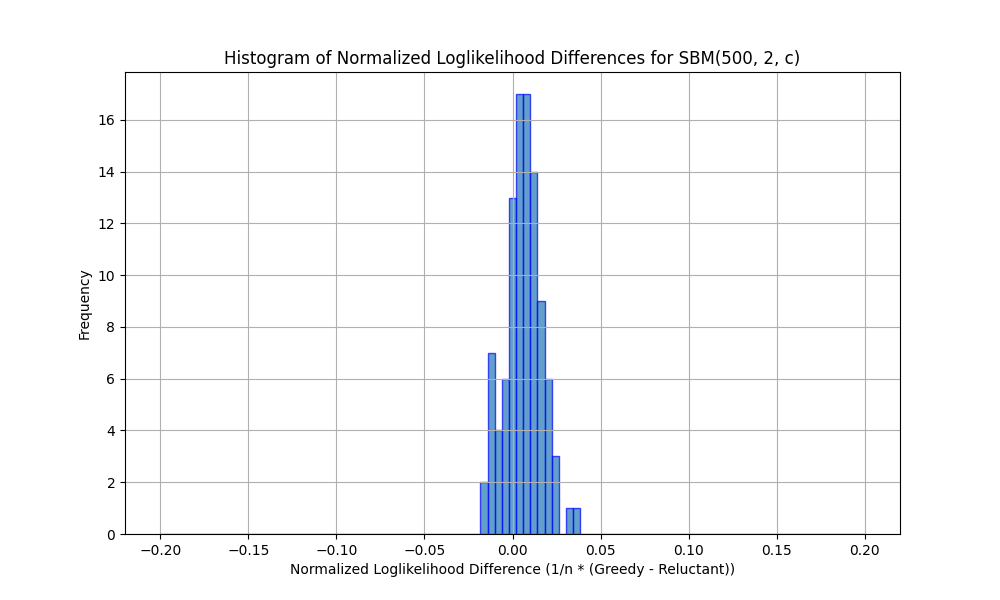 Histogram of Normalized Loglikelihood Differences for SBM(500, 2, c)
Frequency
16
14
12
10
8
6
4
2
0
−0.20 −0.15 −0.10 −0.05 0.00 0.05 0.10 0.15 0.20
Normalized Loglikelihood Difference (1/n * (Greedy - Reluctant))